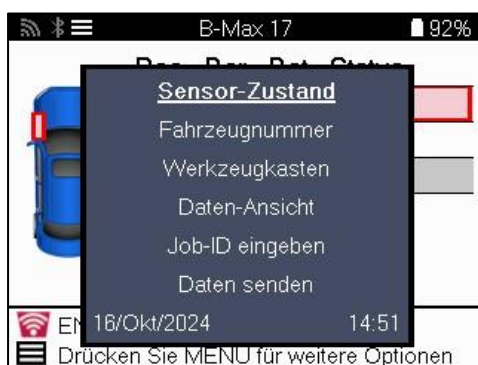 B-Max 17 92%
Sensor-Zustand
Fahrzeugnummer
Werkzeugkasten
Daten-Ansicht
Job-ID eingeben
Daten senden
16/Okt/2024 14:51
Drücken Sie MENU für weitere Optionen